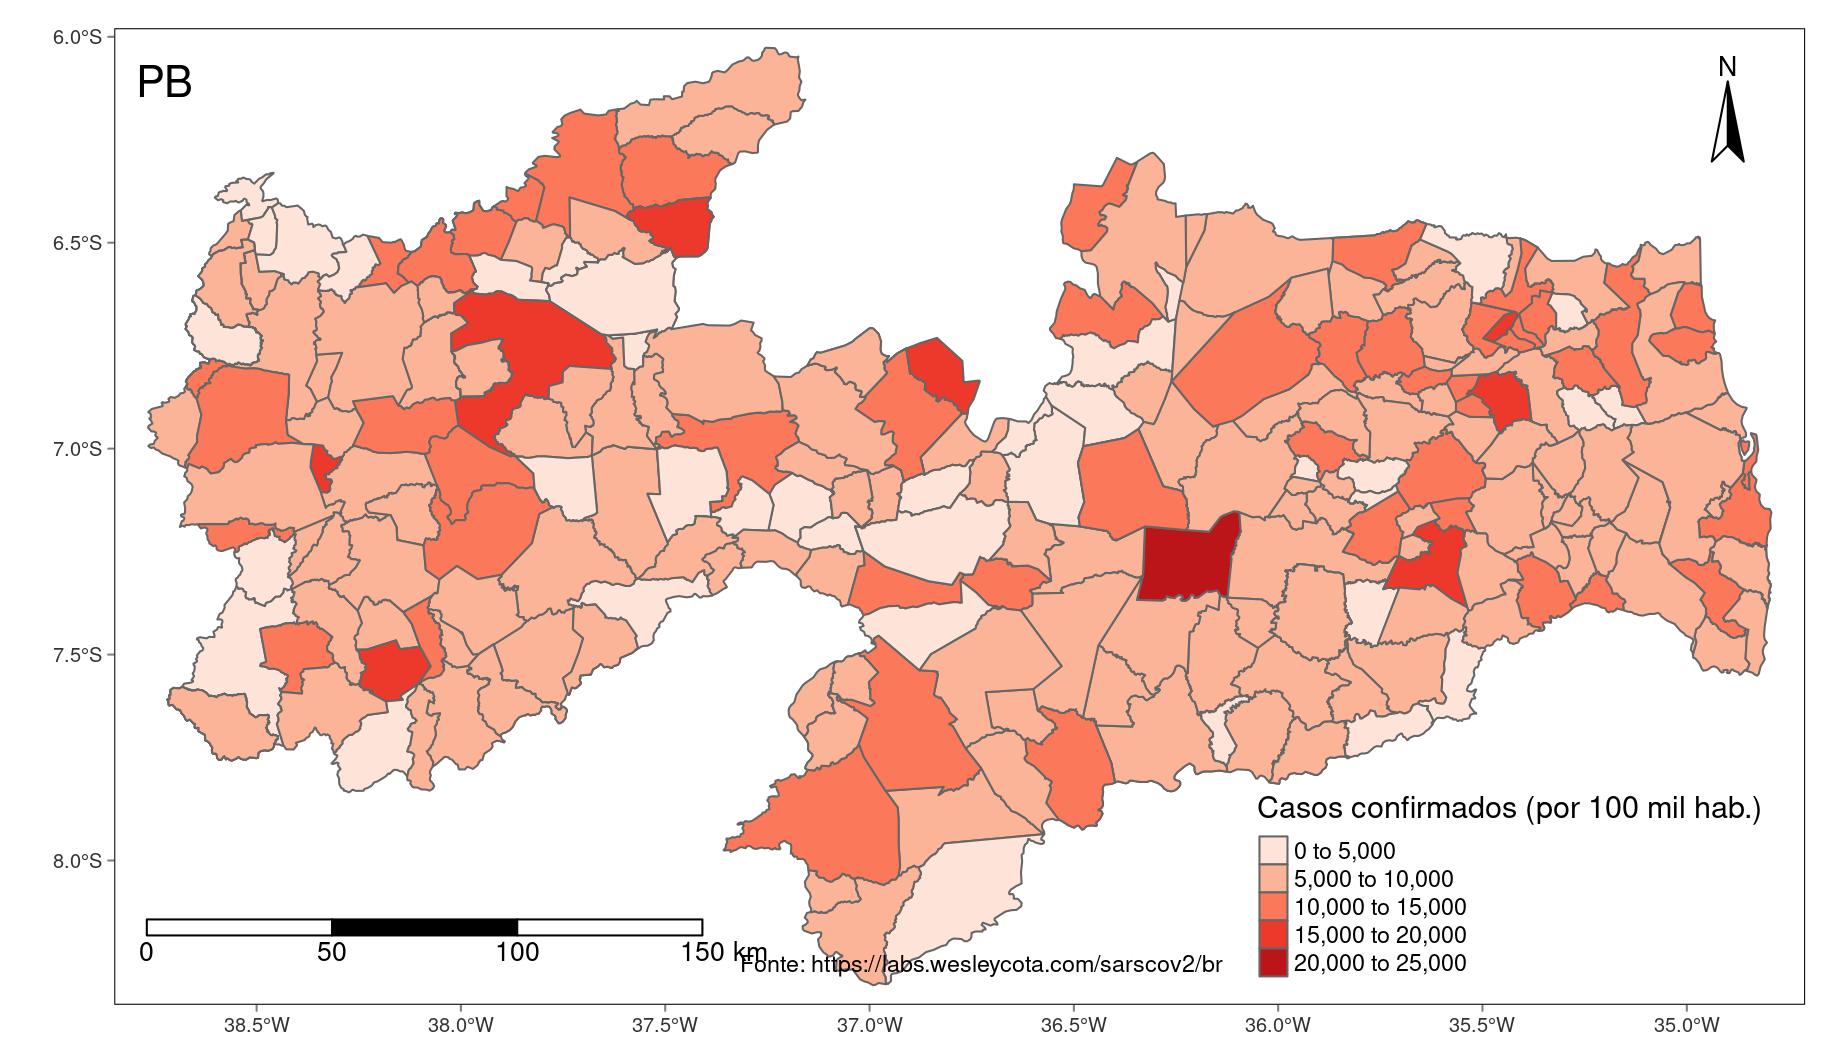 6.0°S
PB
N
6.5°S
7.0°S
7.5°S
8.0°S
Casos confirmados (por 100 mil hab.)
0 to 5,000
5,000 to 10,000
10,000 to 15,000
15,000 to 20,000
20,000 to 25,000
0 50 100 150 km
Fonte: https://labs.wesleycota.com/sarscov2/br
38.5°W 38.0°W 37.5°W 37.0°W 36.5°W 36.0°W 35.5°W 35.0°W